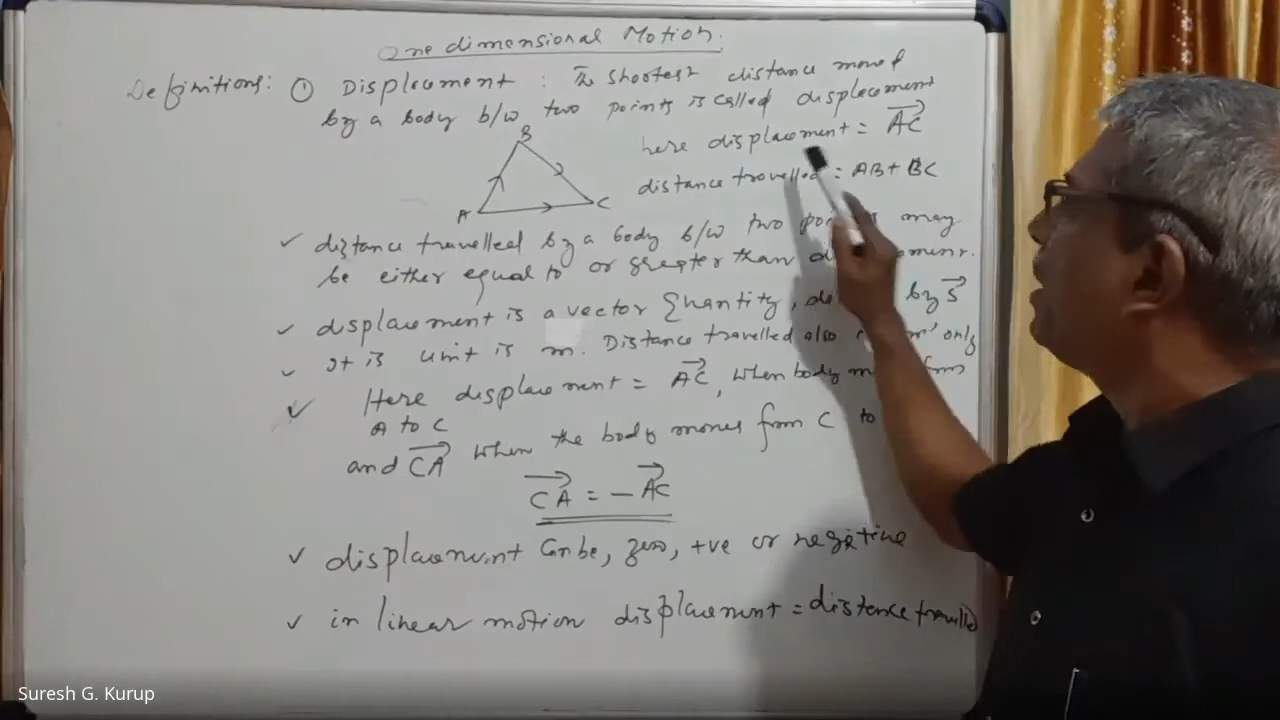 One dimensional Motion.
Definitions: ① Displacement : The shortest distance moved
by a body b/w two points is called displacement
B
A
C
here displacement = AC
distance travelled = AB + BC
✓ distance travelled by a body b/w two may
be either equal to or greater than
✓ displacement is a vector Quantity, by S
✓ It is unit is m. Distance travelled also only
✓ Here displacement = AC, when body from
A to C
and CA when the body moves from C to
CA = - AC
✓ displacement Can be, zero, +ve or negative
✓ in linear motion displacement = distance travelled
Suresh G. Kurup